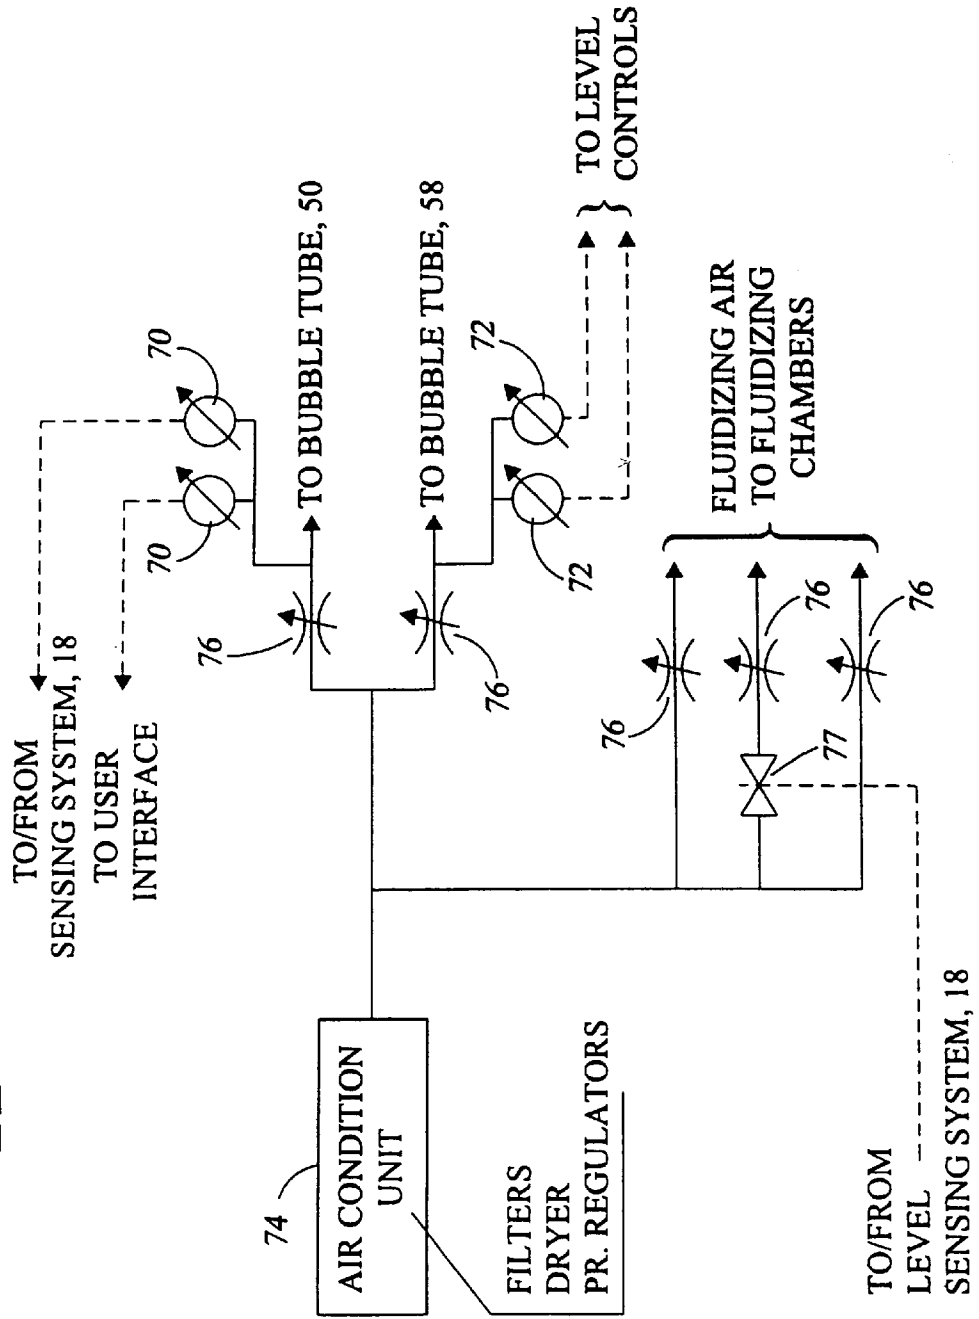 TO/FROM
SENSING SYSTEM, 18
TO USER
INTERFACE
70
70
TO BUBBLE TUBE, 50
76
TO BUBBLE TUBE, 58
76
72
72
TO LEVEL
CONTROLS
74
AIR CONDITION
UNIT
FILTERS
DRYER
PR. REGULATORS
FLUIDIZING AIR
TO FLUIDIZING
CHAMBERS
76
76
76
77
TO/FROM
LEVEL
SENSING SYSTEM, 18